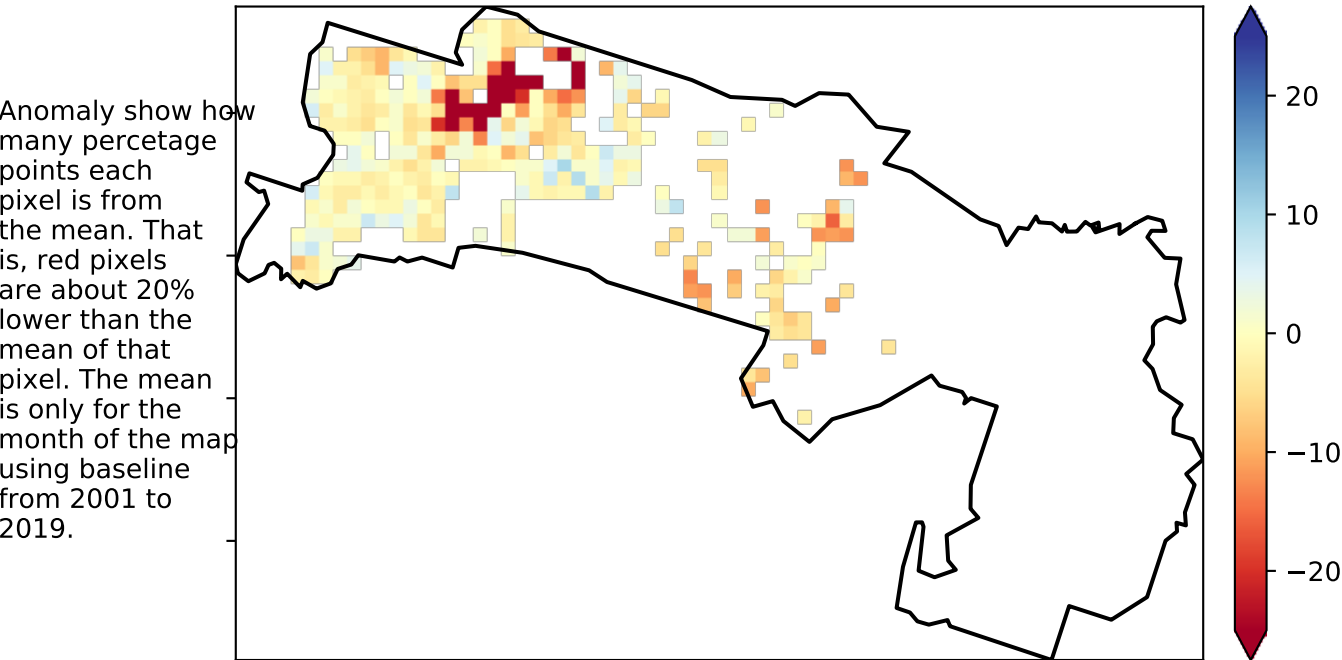 Anomaly show how
many percetage
points each
pixel is from
the mean. That
is, red pixels
are about 20%
lower than the
mean of that
pixel. The mean
is only for the
month of the map
using baseline
from 2001 to
2019.
20
10
0
−10
−20